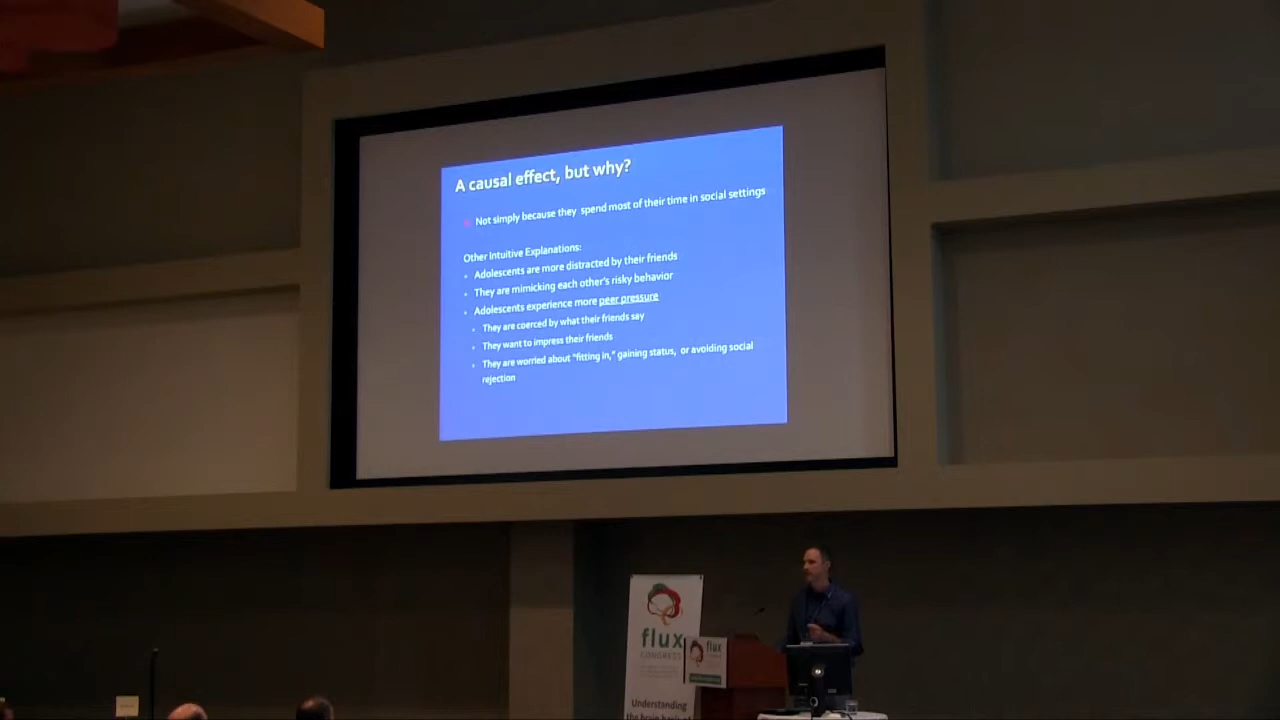 A causal effect, but why?
Not simply because they spend most of their time in social settings
Other Intuitive Explanations:
• Adolescents are more distracted by their friends
• They are mimicking each other's risky behavior
• Adolescents experience more peer pressure
• They are coerced by what their friends say
• They want to impress their friends
• They are worried about "fitting in," gaining status, or avoiding social
rejection
flux
CONGRESS
flux
Understanding